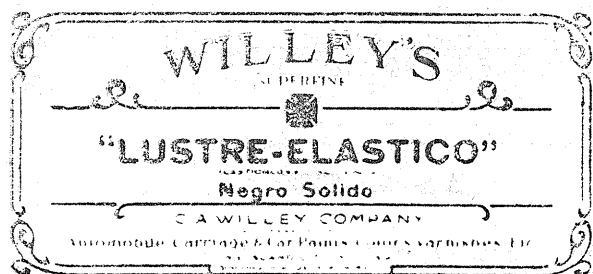 WILLEY'S
SUPERFINE
"LUSTRE-ELASTICO"
Negro Solido
C A WILLEY COMPANY
Automobile Carriage & Car Paints Colors Varnishes Etc